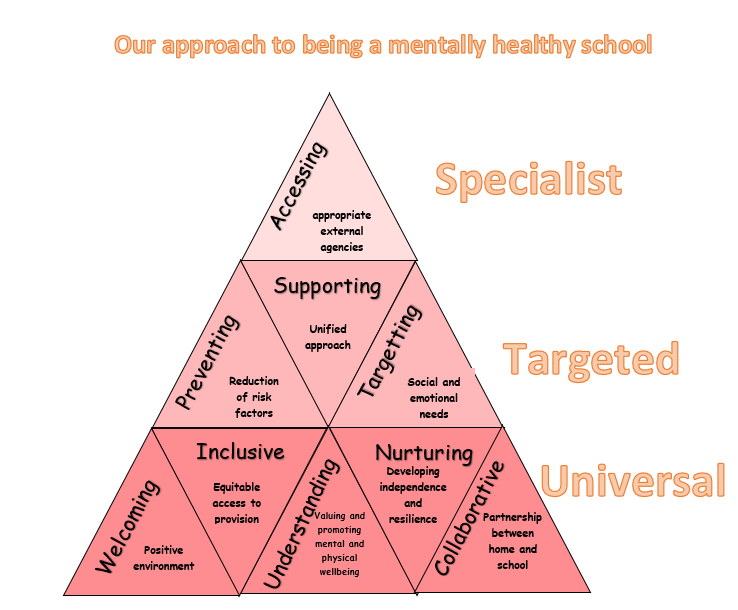 Our approach to being a mentally healthy school
Accessing
appropriate
external
agencies
Specialist
Preventing
Reduction
of risk
factors
Supporting
Unified
approach
Targetting
Social and
emotional
needs
Targeted
Welcoming
Positive
environment
Inclusive
Equitable
access to
provision
Understanding
Valuing and
promoting
mental and
physical
wellbeing
Nurturing
Developing
independence
and
resilience
Collaborative
Partnership
between
home and
school
Universal